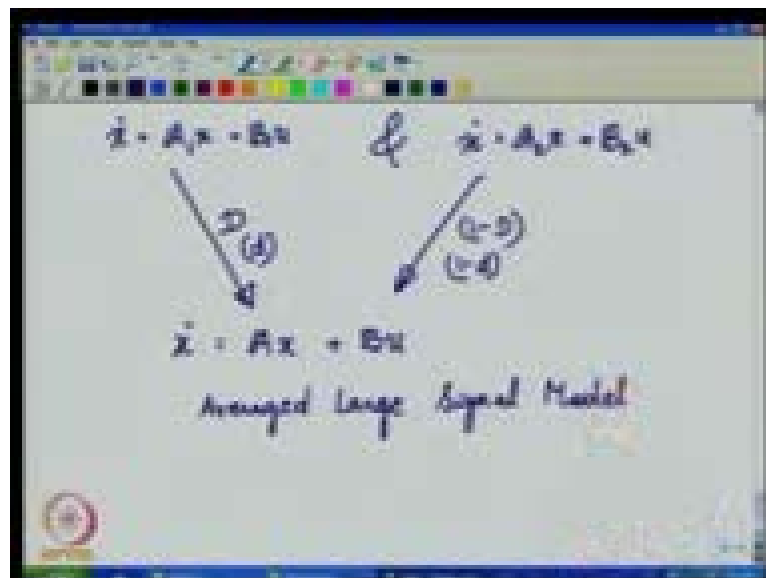 ẋ = A₁x + B₁u & ẋ = A₂x + B₂u
D (1-D)
(d) (1-d)
ẋ = Ax + Bu
Averaged Large Signal Model